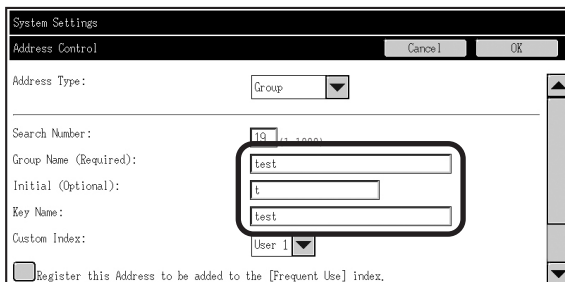 System Settings
Address Control Cancel OK
Address Type: Group
Search Number: 19
Group Name (Required): test
Initial (Optional): t
Key Name: test
Custom Index: User 1
Register this Address to be added to the [Frequent Use] index.